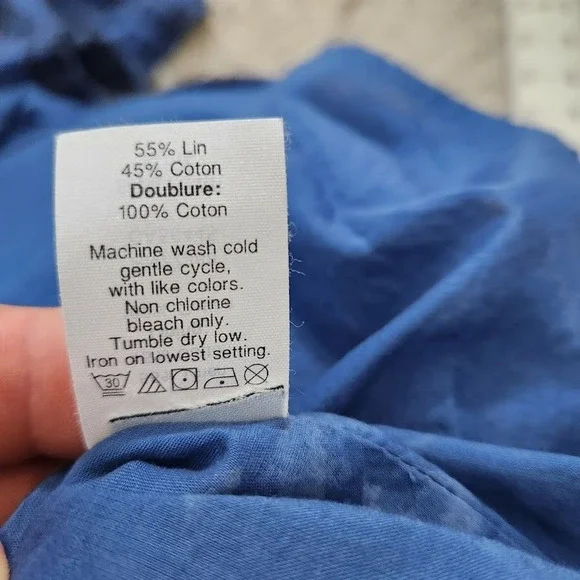 55% Lin
45% Coton
Doublure:
100% Coton
Machine wash cold
gentle cycle,
with like colors.
Non chlorine
bleach only.
Tumble dry low.
Iron on lowest setting.
30